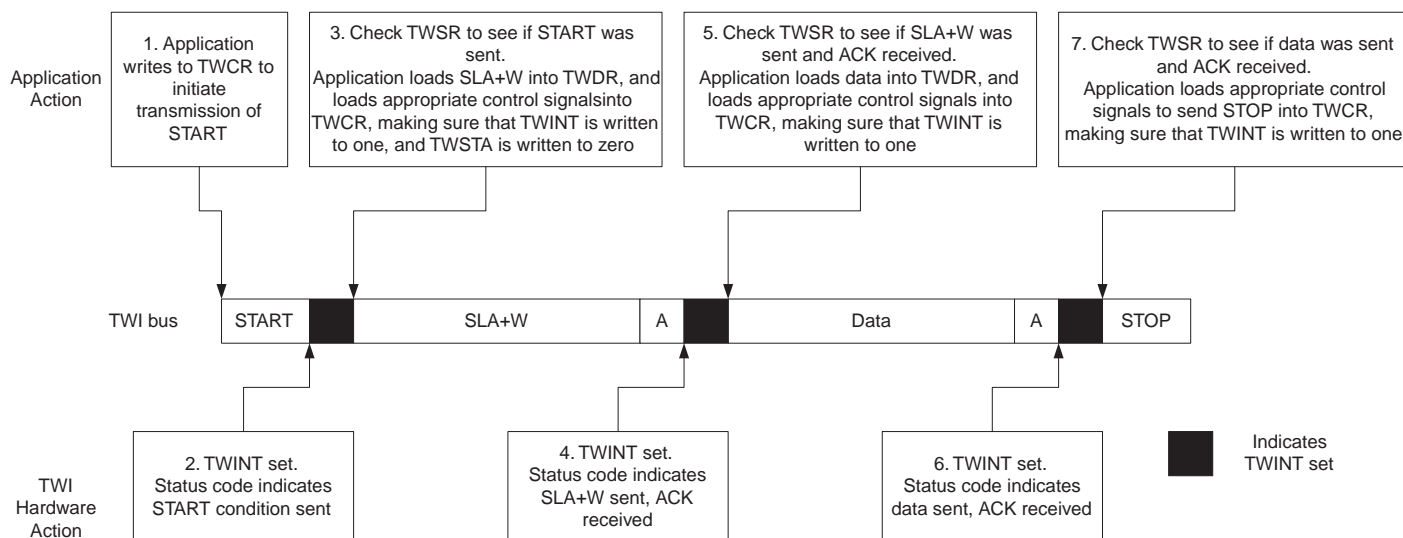 Application
Action
1. Application
writes to TWCR to
initiate
transmission of
START
3. Check TWSR to see if START was
sent.
Application loads SLA+W into TWDR, and
loads appropriate control signalsinto
TWCR, making sure that TWINT is written
to one, and TWSTA is written to zero
5. Check TWSR to see if SLA+W was
sent and ACK received.
Application loads data into TWDR, and
loads appropriate control signals into
TWCR, making sure that TWINT is
written to one
7. Check TWSR to see if data was sent
and ACK received.
Application loads appropriate control
signals to send STOP into TWCR,
making sure that TWINT is written to one
TWI bus
START
SLA+W
A
Data
A
STOP
TWI
Hardware
Action
2. TWINT set.
Status code indicates
START condition sent
4. TWINT set.
Status code indicates
SLA+W sent, ACK
received
6. TWINT set.
Status code indicates
data sent, ACK received
Indicates
TWINT set